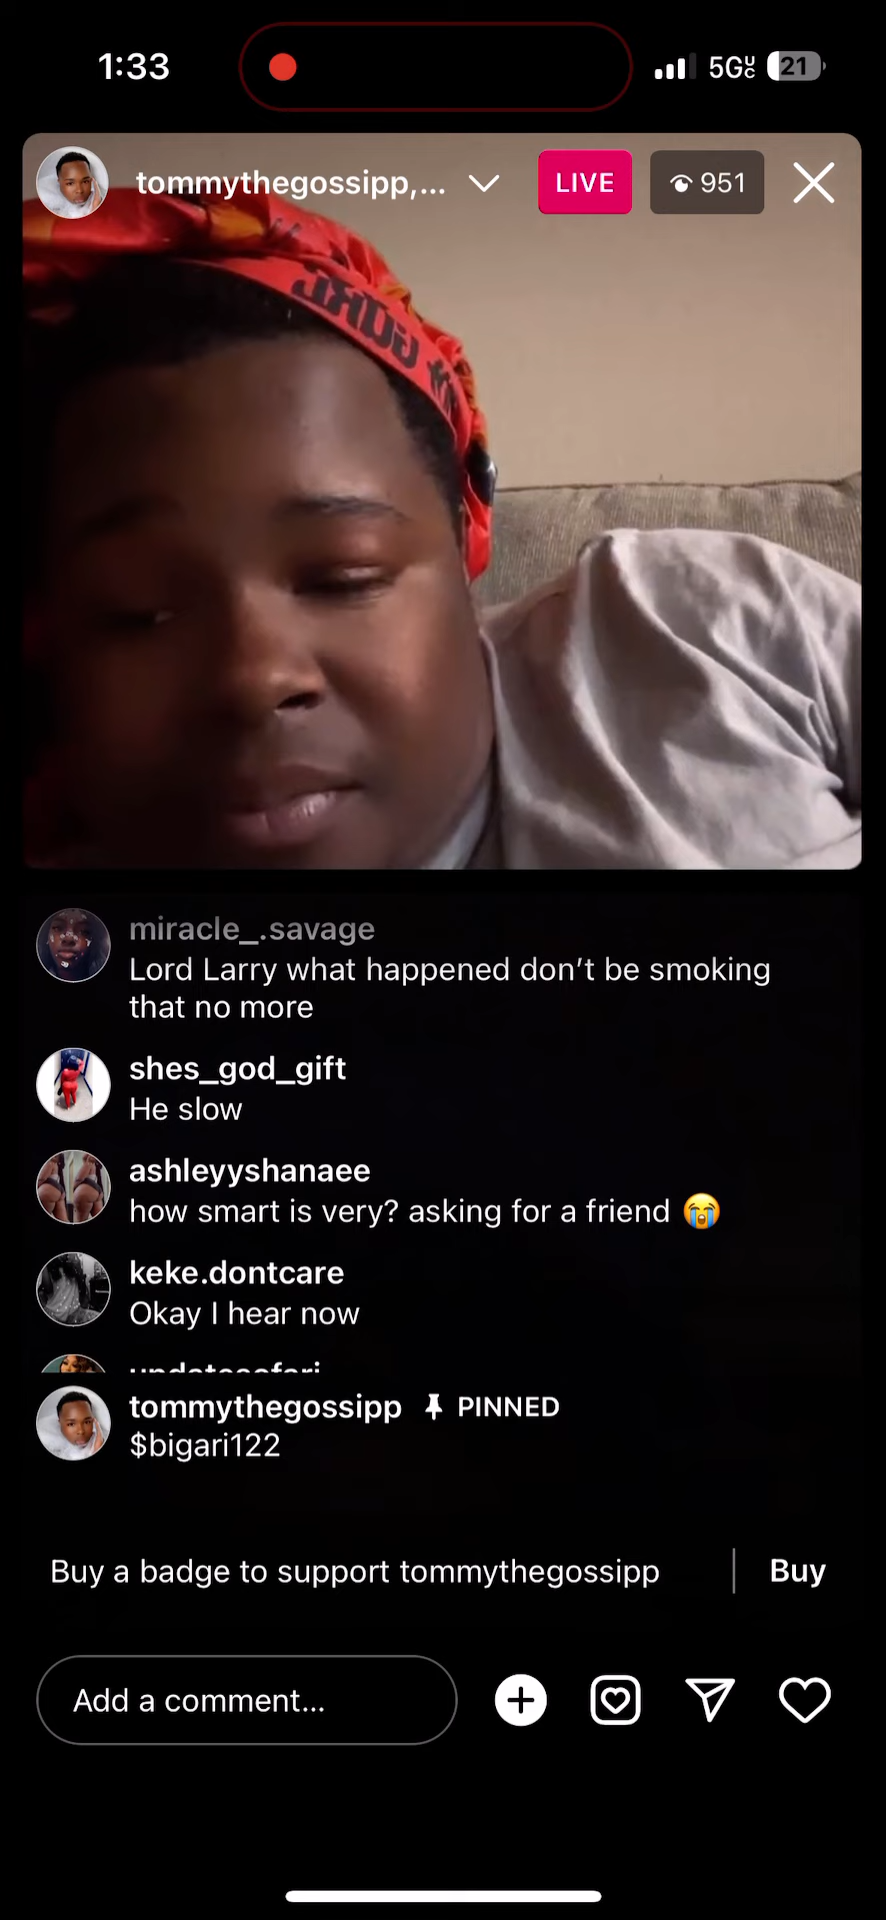 1:33
5G
21
tommythegossipp,...
LIVE
951
GURL
miracle_.savage
Lord Larry what happened don't be smoking
that no more
shes_god_gift
He slow
ashleyyshanaee
how smart is very? asking for a friend 😭
keke.dontcare
Okay I hear now
tommythegossipp PINNED
$bigari122
Buy a badge to support tommythegossipp
Buy
Add a comment...